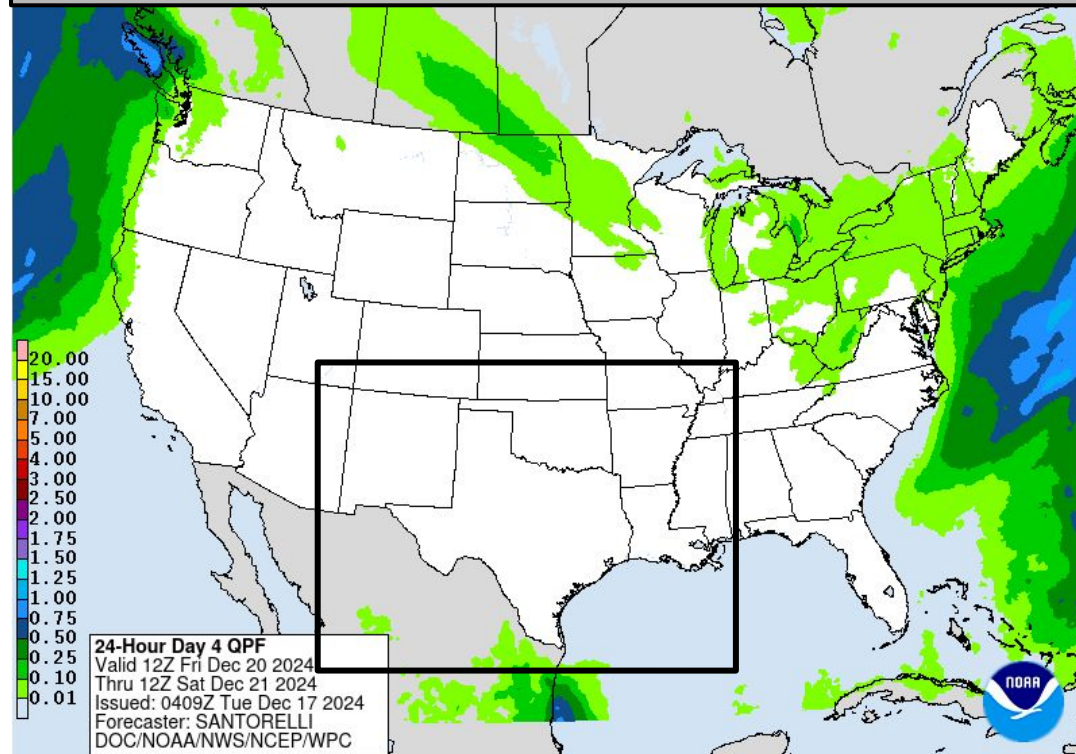 20.00
15.00
10.00
7.00
5.00
4.00
3.00
2.50
2.00
1.75
1.50
1.25
1.00
0.75
0.50
0.25
0.10
0.01
24-Hour Day 4 QPF
Valid 12Z Fri Dec 20 2024
Thru 12Z Sat Dec 21 2024
Issued: 0409Z Tue Dec 17 2024
Forecaster: SANTORELLI
DOC/NOAA/NWS/NCEP/WPC
NOAA